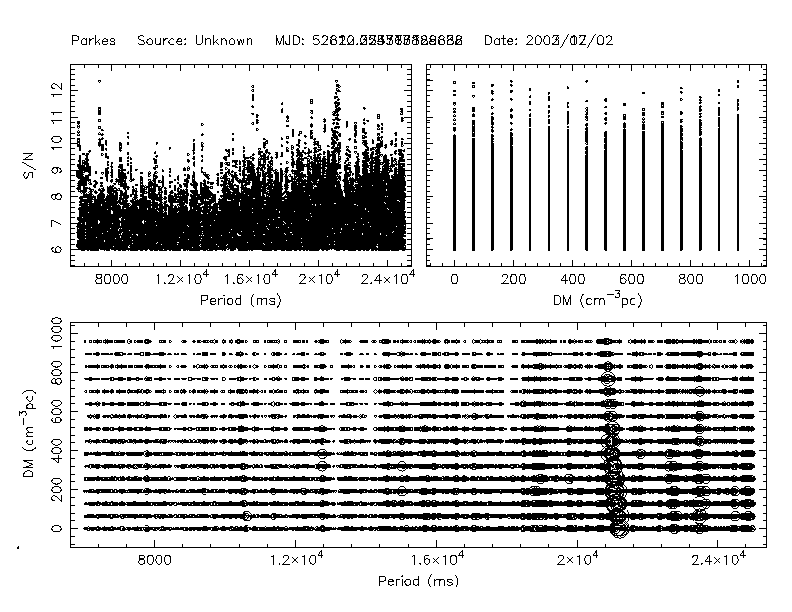 Parkes Source: Unknown MJD: Date:
S/N
12
11
10
9
8
7
6
8000 1.2×10⁴ 1.6×10⁴ 2×10⁴ 2.4×10⁴
Period (ms)
0 200 400 600 800 1000
DM (cm⁻³pc)
DM (cm⁻³pc)
1000
800
600
400
200
0
8000 1.2×10⁴ 1.6×10⁴ 2×10⁴ 2.4×10⁴
Period (ms)